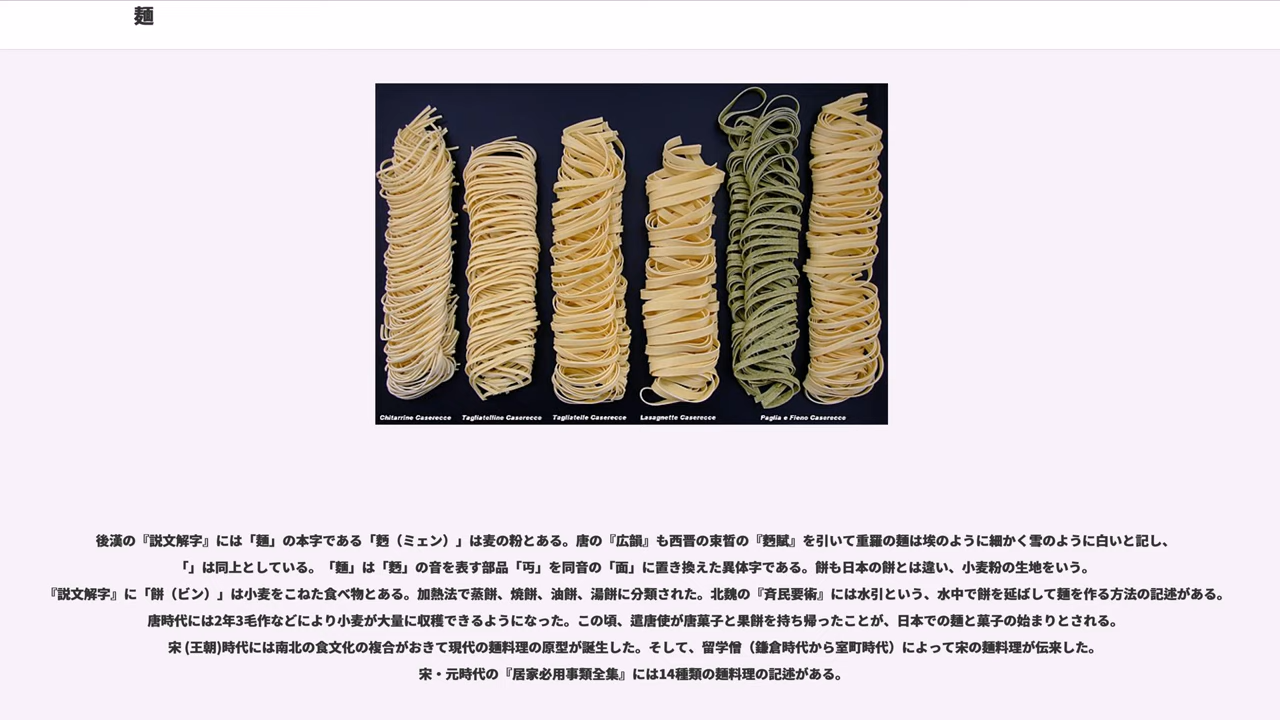 麺
Chitarrine Caserecce Tagliatelline Caserecce Tagliatelle Caserecce Lasagnette Caserecce Paglia e Fieno Caserecce
後漢の『説文解字』には「麺」の本字である「麪（ミェン）」は麦の粉とある。唐の『広韻』も西晋の束皙の『麪賦』を引いて重羅の麺は埃のように細かく雪のように白いと記し、
「」は同上としている。「麺」は「麪」の音を表す部品「丏」を同音の「面」に置き換えた異体字である。餅も日本の餅とは違い、小麦粉の生地をいう。
『説文解字』に「餅（ビン）」は小麦をこねた食べ物とある。加熱法で蒸餅、焼餅、油餅、湯餅に分類された。北魏の『斉民要術』には水引という、水中で餅を延ばして麺を作る方法の記述がある。
唐時代には2年3毛作などにより小麦が大量に収穫できるようになった。この頃、遣唐使が唐菓子と果餅を持ち帰ったことが、日本での麺と菓子の始まりとされる。
宋 (王朝)時代には南北の食文化の複合がおきて現代の麺料理の原型が誕生した。そして、留学僧（鎌倉時代から室町時代）によって宋の麺料理が伝来した。
宋・元時代の『居家必用事類全集』には14種類の麺料理の記述がある。